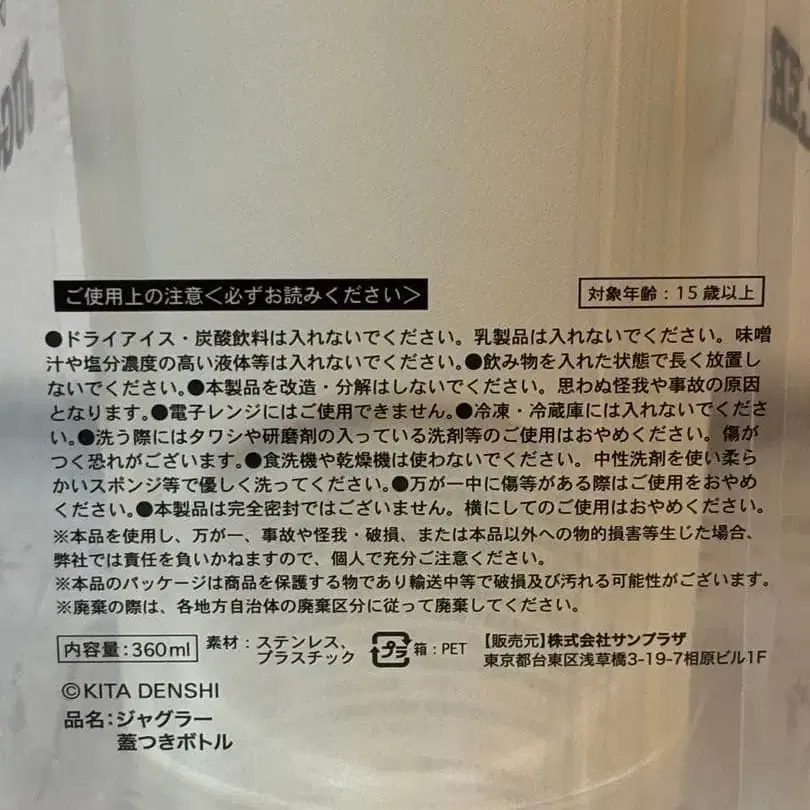 JUG
ER
ご使用上の注意＜必ずお読みください＞
対象年齢：15歳以上
●ドライアイス・炭酸飲料は入れないでください。乳製品は入れないでください。味噌
汁や塩分濃度の高い液体等は入れないでください。●飲み物を入れた状態で長く放置し
ないでください。●本製品を改造・分解はしないでください。思わぬ怪我や事故の原因
となります。●電子レンジにはご使用できません。●冷凍・冷蔵庫には入れないでくださ
い。●洗う際にはタワシや研磨剤の入っている洗剤等のご使用はおやめください。傷が
つく恐れがございます。●食洗機や乾燥機は使わないでください。中性洗剤を使い柔ら
かいスポンジ等で優しく洗ってください。●万が一中に傷等がある際はご使用をおやめ
ください。●本製品は完全密封ではございません。横にしてのご使用はおやめください。
※本品を使用し、万が一、事故や怪我・破損、または本品以外への物的損害等生じた場合、
弊社では責任を負いかねますので、個人で充分ご注意ください。
※本品のパッケージは商品を保護する物であり輸送中等で破損及び汚れる可能性がございます。
※廃棄の際は、各地方自治体の廃棄区分に従って廃棄してください。
内容量：360ml
素材：ステンレス、
プラスチック
プラ
箱：PET
【販売元】株式会社サンプラザ
東京都台東区浅草橋3-19-7相原ビル1F
©KITA DENSHI
品名：ジャグラー
蓋つきボトル